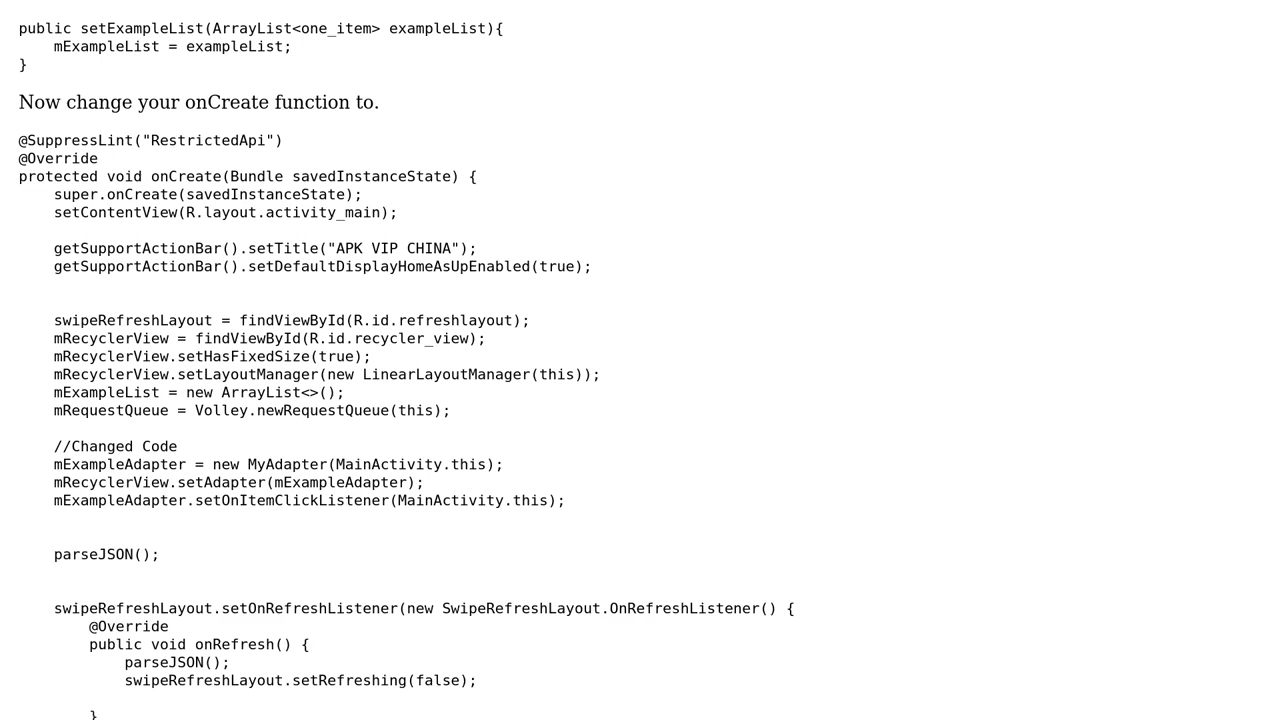 public setExampleList(ArrayList<one_item> exampleList){
    mExampleList = exampleList;
}
Now change your onCreate function to.
@SuppressLint("RestrictedApi")
@Override
protected void onCreate(Bundle savedInstanceState) {
    super.onCreate(savedInstanceState);
    setContentView(R.layout.activity_main);
    getSupportActionBar().setTitle("APK VIP CHINA");
    getSupportActionBar().setDefaultDisplayHomeAsUpEnabled(true);
    swipeRefreshLayout = findViewById(R.id.refreshlayout);
    mRecyclerView = findViewById(R.id.recycler_view);
    mRecyclerView.setHasFixedSize(true);
    mRecyclerView.setLayoutManager(new LinearLayoutManager(this));
    mExampleList = new ArrayList<>();
    mRequestQueue = Volley.newRequestQueue(this);
    //Changed Code
    mExampleAdapter = new MyAdapter(MainActivity.this);
    mRecyclerView.setAdapter(mExampleAdapter);
    mExampleAdapter.setOnItemClickListener(MainActivity.this);
    parseJSON();
    swipeRefreshLayout.setOnRefreshListener(new SwipeRefreshLayout.OnRefreshListener() {
        @Override
        public void onRefresh() {
            parseJSON();
            swipeRefreshLayout.setRefreshing(false);
        }